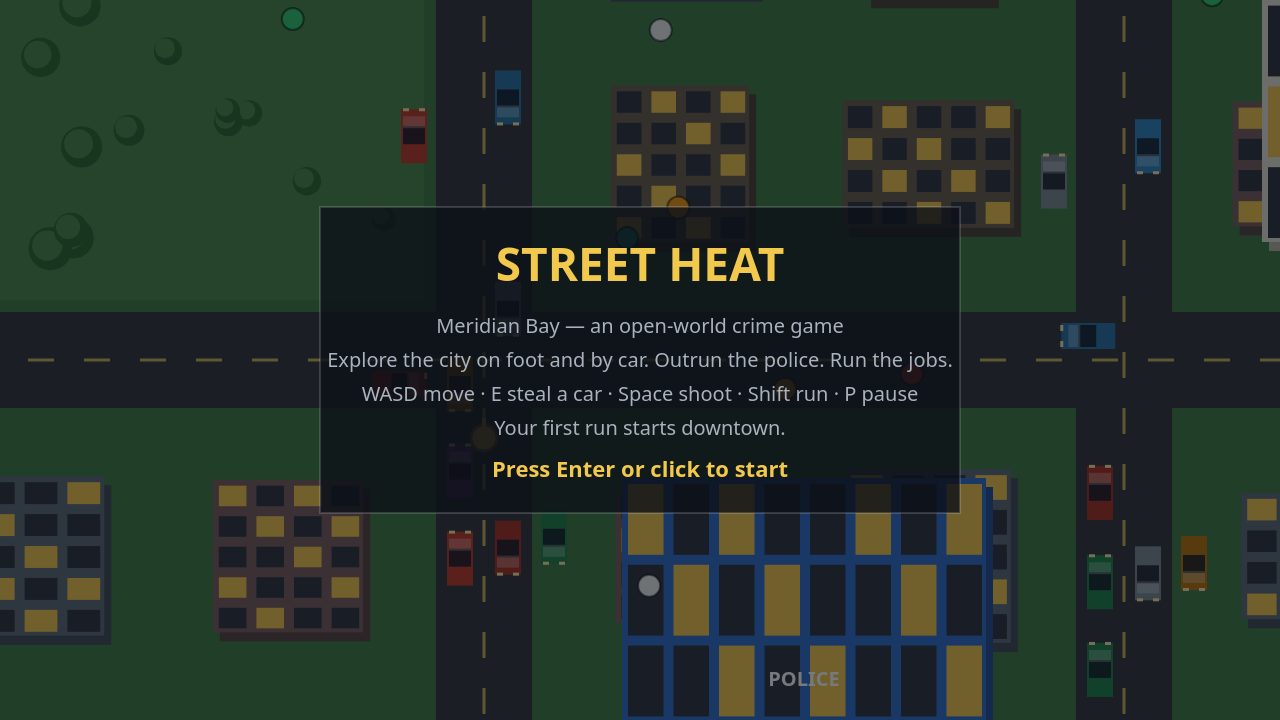 STREET HEAT
Meridian Bay — an open-world crime game
Explore the city on foot and by car. Outrun the police. Run the jobs.
WASD move · E steal a car · Space shoot · Shift run · P pause
Your first run starts downtown.
Press Enter or click to start
POLICE